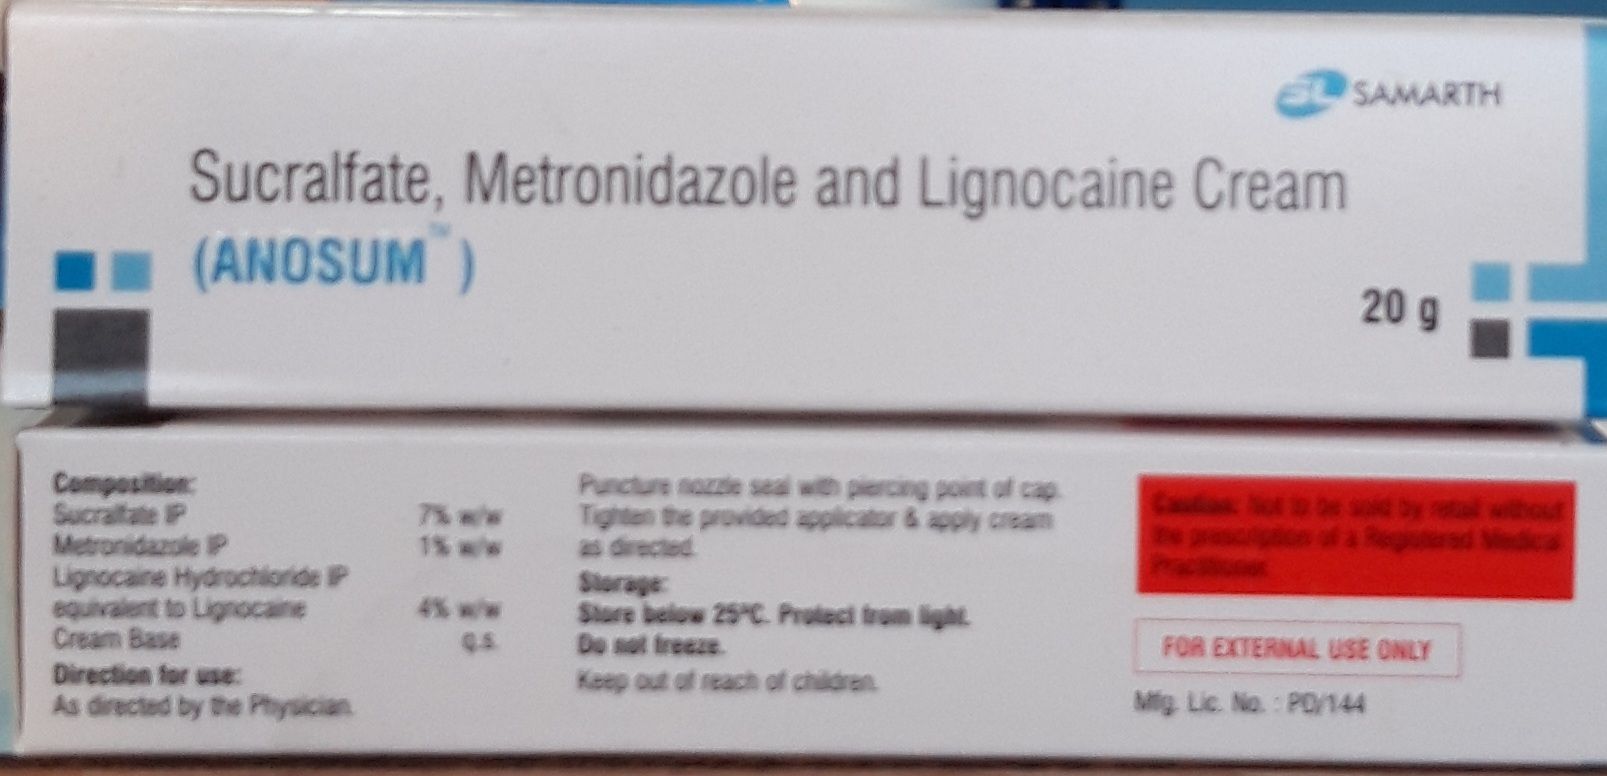 SL SAMARTH
Sucralfate, Metronidazole and Lignocaine Cream
(ANOSUM™)
20 g
Composition:
Sucralfate IP 7% w/w
Metronidazole IP 1% w/w
Lignocaine Hydrochloride IP
equivalent to Lignocaine 4% w/w
Cream Base q.s.
Direction for use:
As directed by the Physician.
Puncture nozzle seal with piercing point of cap.
Tighten the provided applicator & apply cream
as directed.
Storage:
Store below 25°C. Protect from light.
Do not freeze.
Keep out of reach of children.
Caution: Not to be sold by retail without
the prescription of a Registered Medical
Practitioner.
FOR EXTERNAL USE ONLY
Mfg. Lic. No. : PD/144